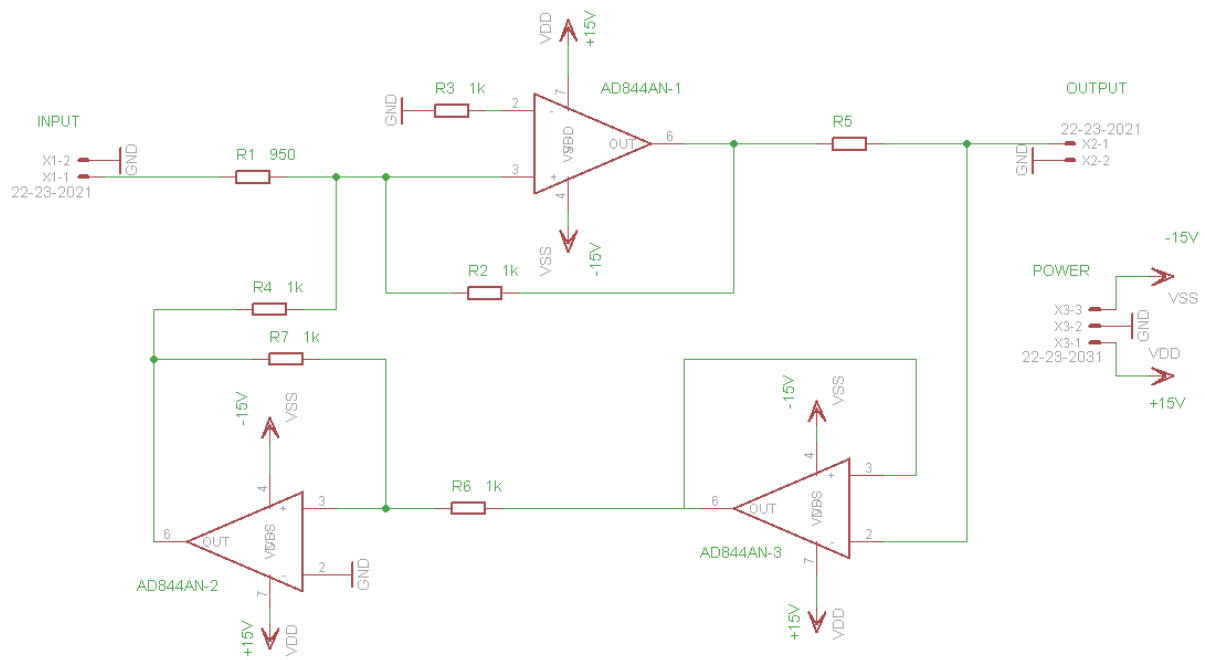 VDD
+15V
R3 1k
GND
AD844AN-1
7
2
-
OUT
6
3
+
4
VSS
-15V
INPUT
X1-2
GND
X1-1
22-23-2021
R1 950
R5
OUTPUT
22-23-2021
X2-1
X2-2
GND
R2 1k
R4 1k
R7 1k
-15V
POWER
VSS
X3-3
X3-2
GND
X3-1
22-23-2031
VDD
+15V
-15V
VSS
4
6
OUT
3
+
-
2
GND
AD844AN-2
7
+15V
VDD
R6 1k
-15V
VSS
4
6
OUT
+
3
-
2
AD844AN-3
7
+15V
VDD